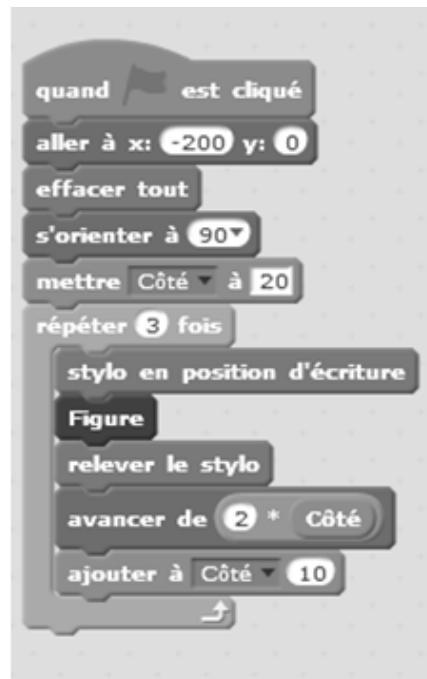 quand est cliqué
aller à x: -200 y: 0
effacer tout
s'orienter à 90
mettre Côté à 20
répéter 3 fois
stylo en position d'écriture
Figure
relever le stylo
avancer de 2 * Côté
ajouter à Côté 10